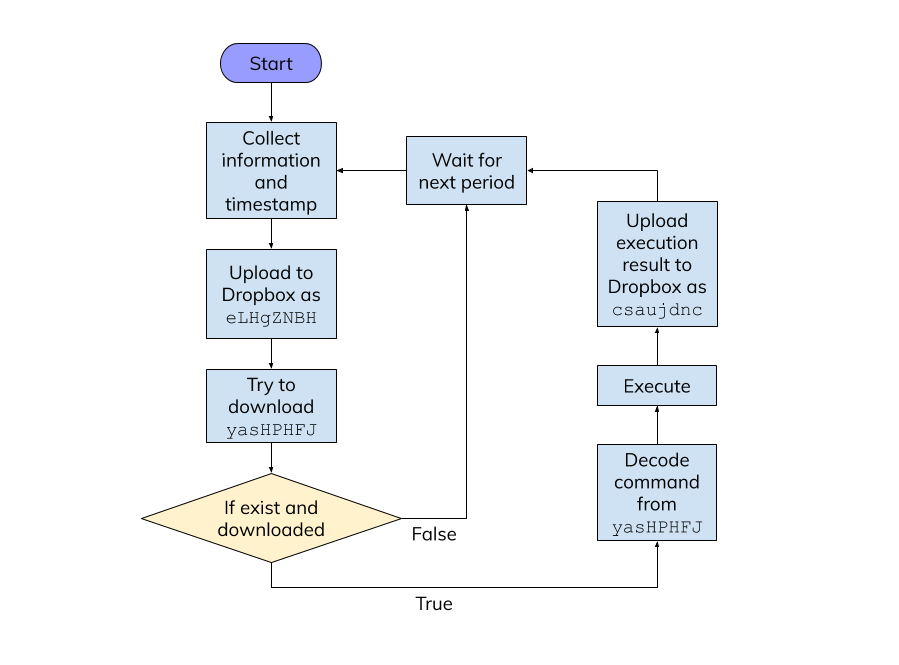 Start
Collect
information
and
timestamp
Wait for
next period
Upload to
Dropbox as
eLHgZNBH
Try to
download
yasHPHFJ
If exist and
downloaded
False
True
Decode
command
from
yasHPHFJ
Execute
Upload
execution
result to
Dropbox as
csaujdnc